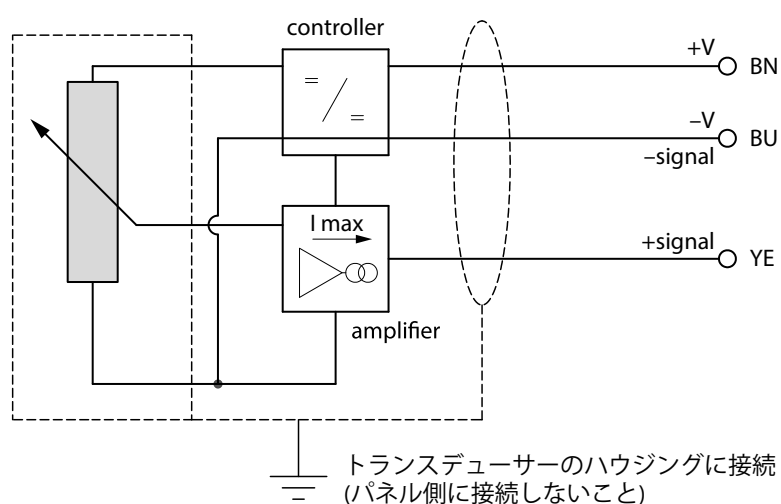 controller
+V
BN
–V
BU
–signal
I max
+signal
YE
amplifier
トランスデューサーのハウジングに接続
(パネル側に接続しないこと)